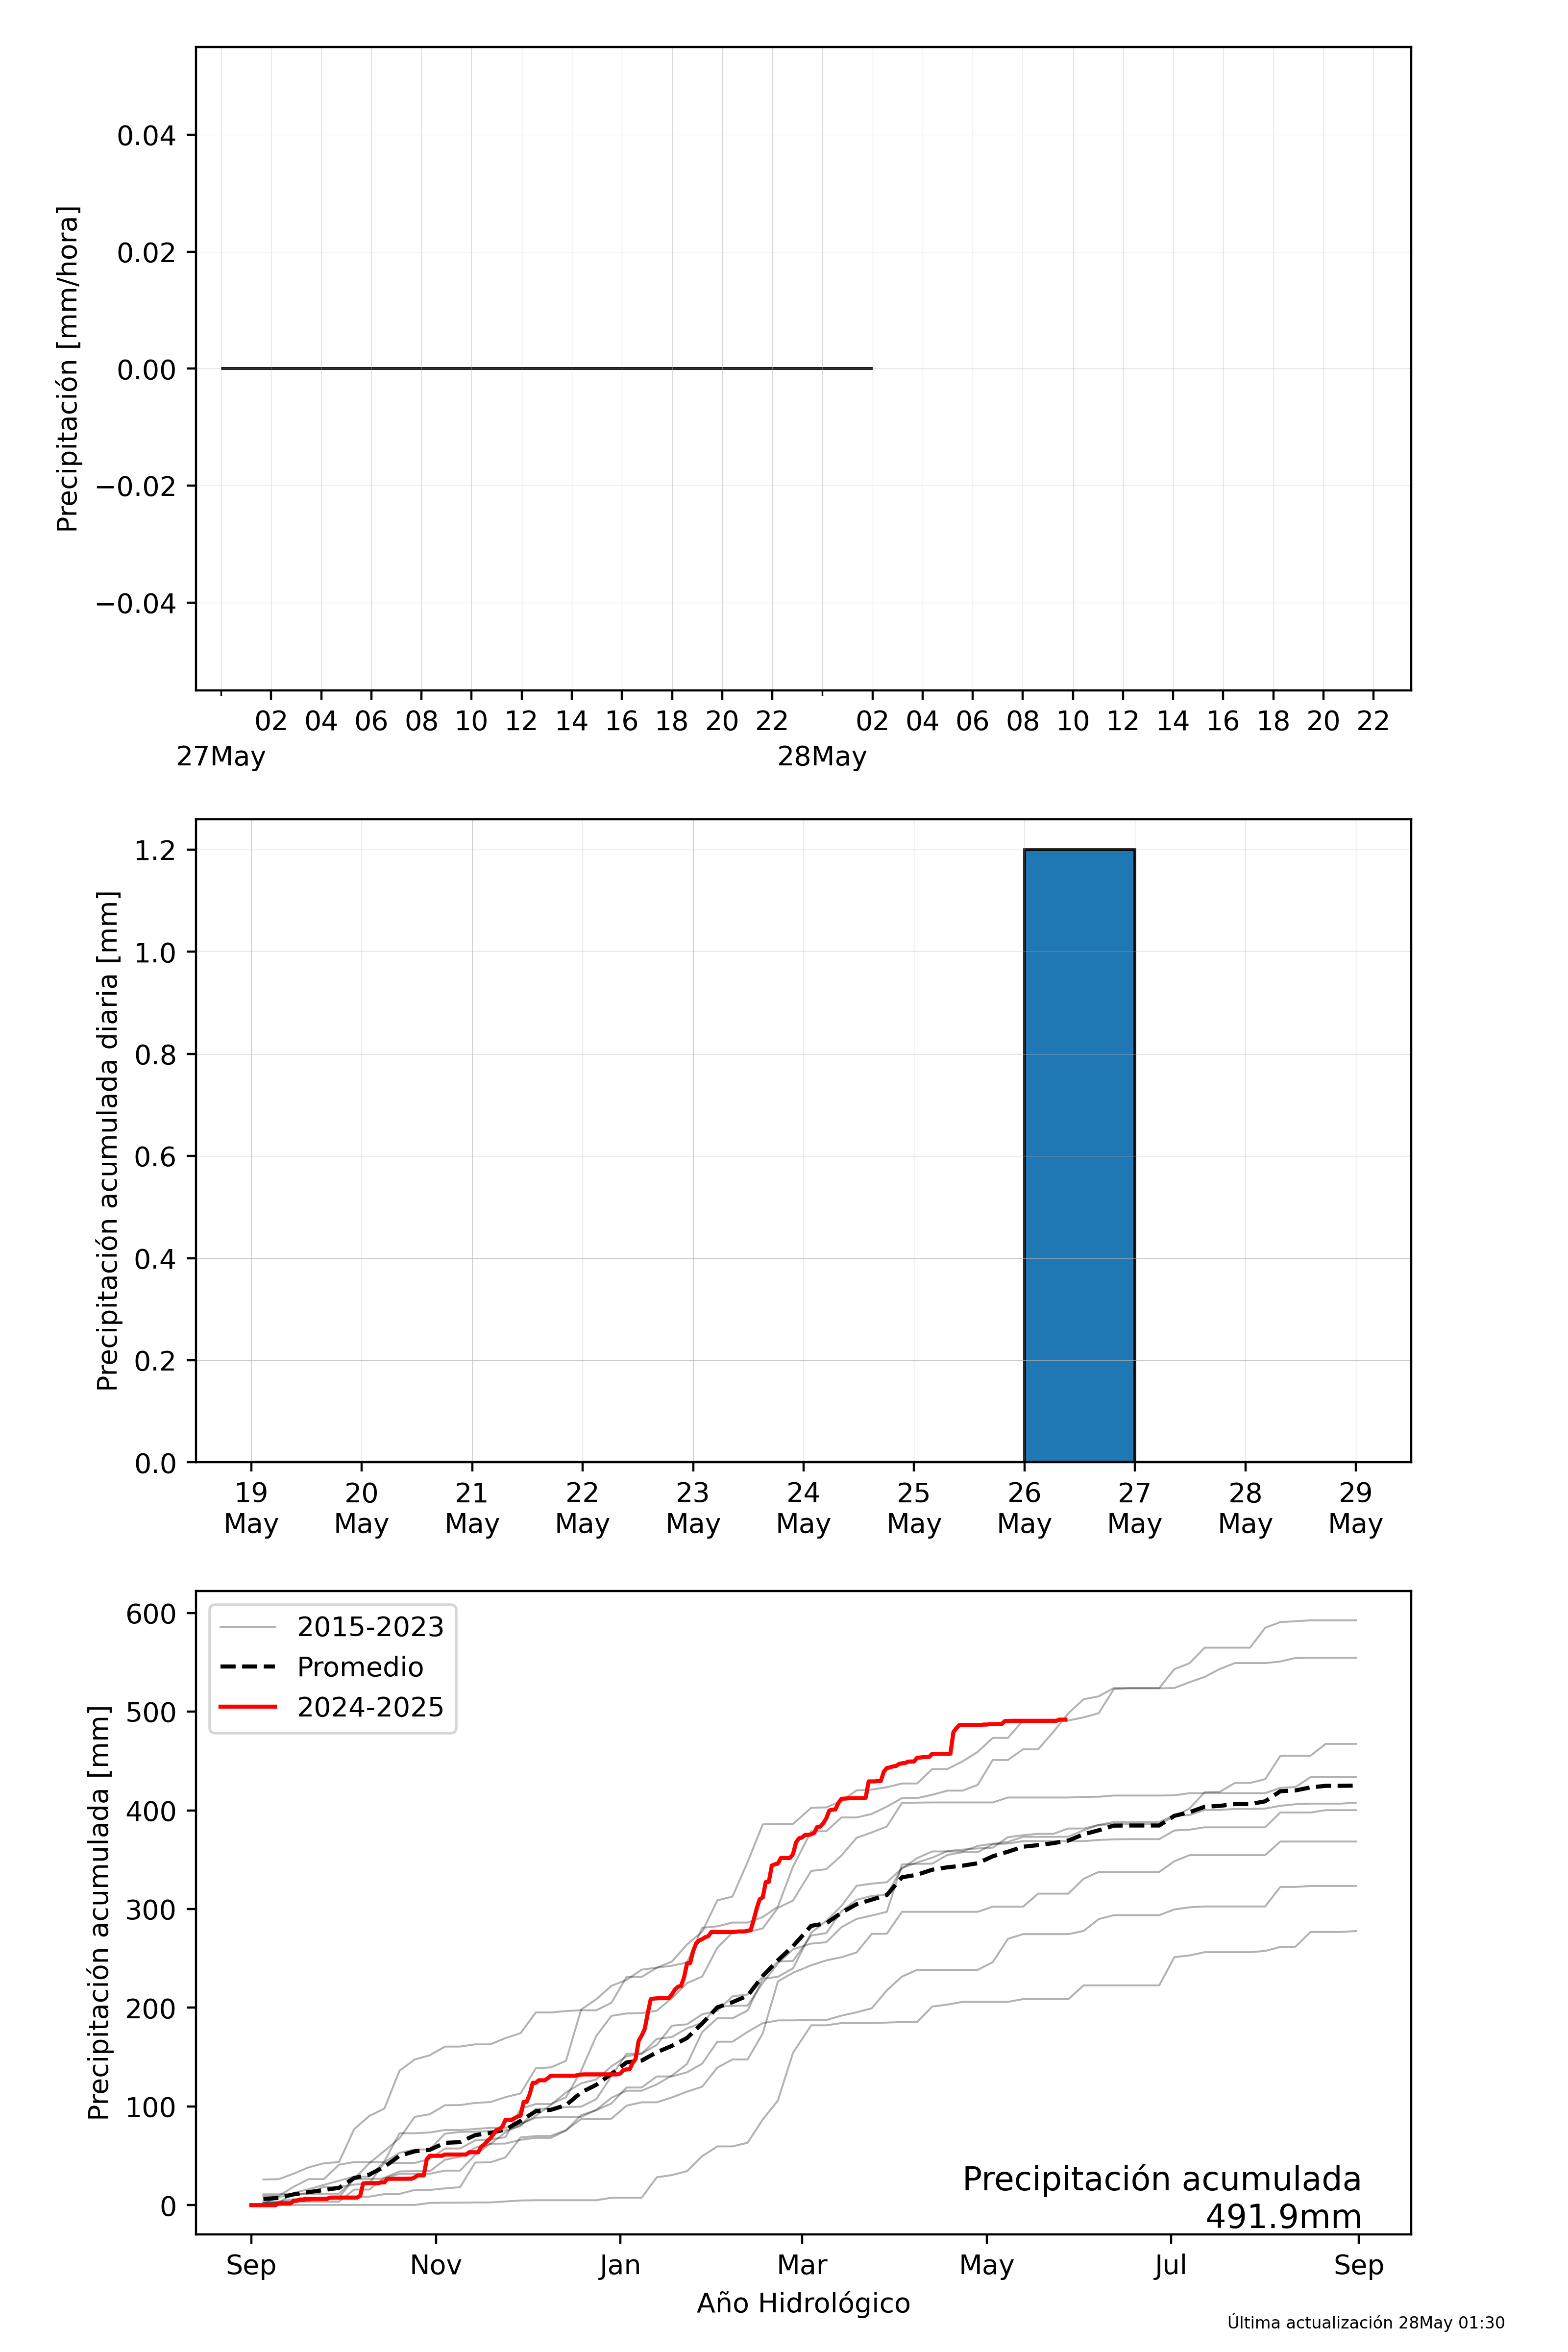 Precipitación [mm/hora]
0.04
0.02
0.00
−0.02
−0.04
02 04 06 08 10 12 14 16 18 20 22 02 04 06 08 10 12 14 16 18 20 22
27May 28May
Precipitación acumulada diaria [mm]
1.2
1.0
0.8
0.6
0.4
0.2
0.0
19 20 21 22 23 24 25 26 27 28 29
May May May May May May May May May May May
Precipitación acumulada [mm]
600
500
400
300
200
100
0
2015-2023
Promedio
2024-2025
Precipitación acumulada
491.9mm
Sep Nov Jan Mar May Jul Sep
Año Hidrológico
Última actualización 28May 01:30